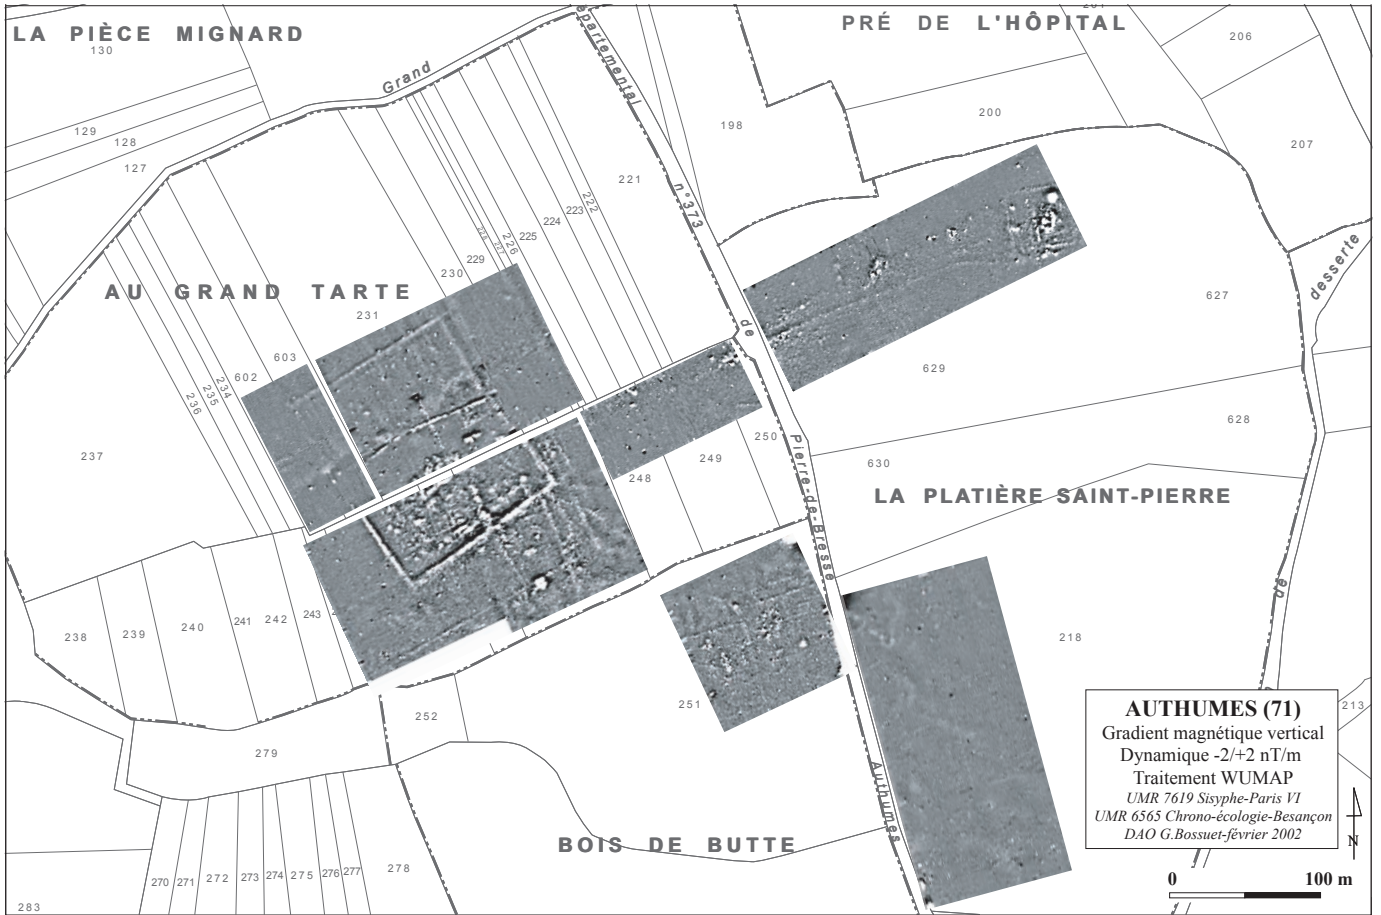 LA PIÈCE MIGNARD
130
129
128
127
Grand
Départemental
n°373
de
Pierre-de-Bresse
Authumes
PRÉ DE L'HÔPITAL
201
206
198
200
207
221
222
223
224
225
226
227
228
229
230
231
AU GRAND TARTE
603
602
234
235
236
237
desserte
627
629
628
630
250
249
248
LA PLATIÈRE SAINT-PIERRE
de
238
239
240
241
242
243
218
251
252
213
279
BOIS DE BUTTE
270
271
272
273
274
275
276
277
278
283
AUTHUMES (71)
Gradient magnétique vertical
Dynamique -2/+2 nT/m
Traitement WUMAP
UMR 7619 Sisyphe-Paris VI
UMR 6565 Chrono-écologie-Besançon
DAO G.Bossuet-février 2002
N
0 100 m